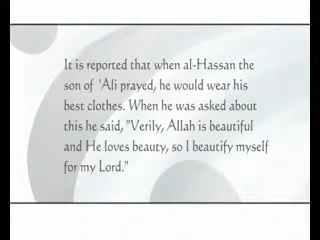 It is reported that when al-Hassan the
son of 'Ali prayed, he would wear his
best clothes. When he was asked about
this he said, "Verily, Allah is beautiful
and He loves beauty, so I beautify myself
for my Lord."